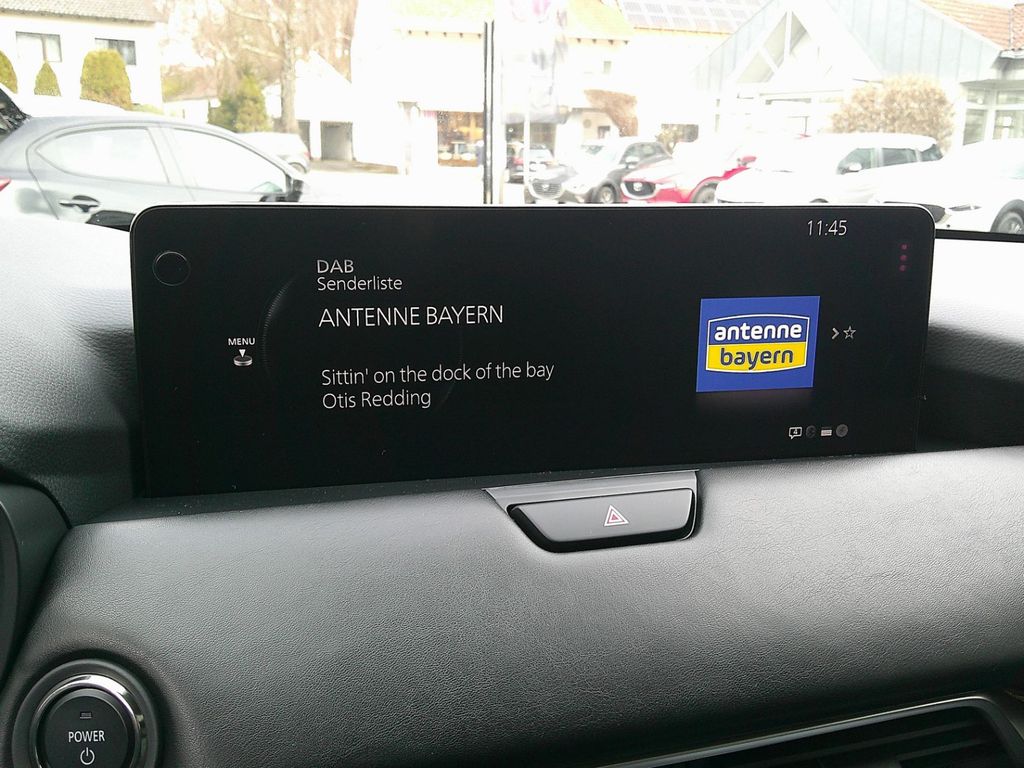 11:45
DAB
Senderliste
ANTENNE BAYERN
MENU
antenne
bayern
Sittin' on the dock of the bay
Otis Redding
4
POWER